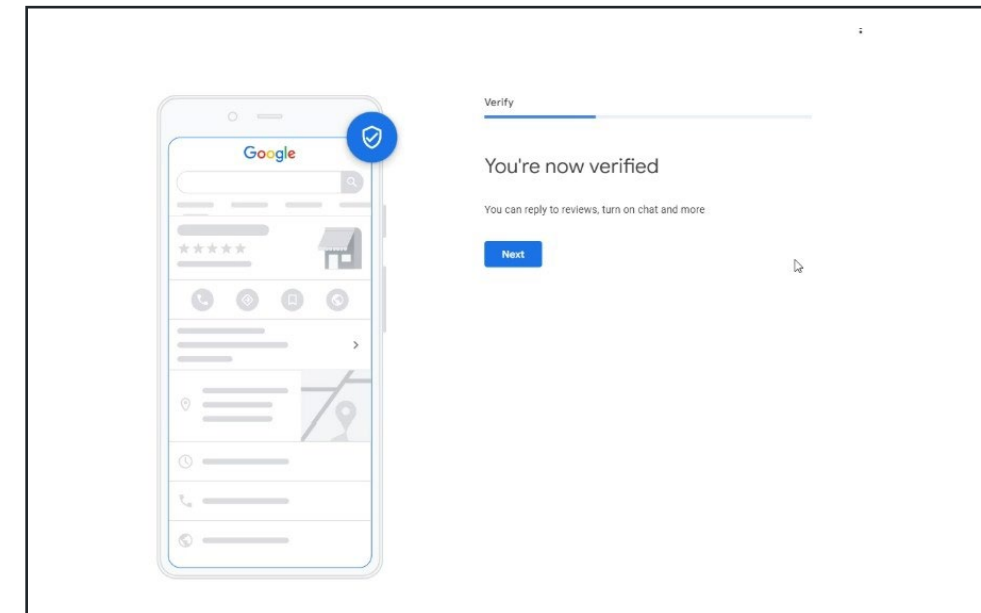 Verify
Google
You're now verified
You can reply to reviews, turn on chat and more
Next